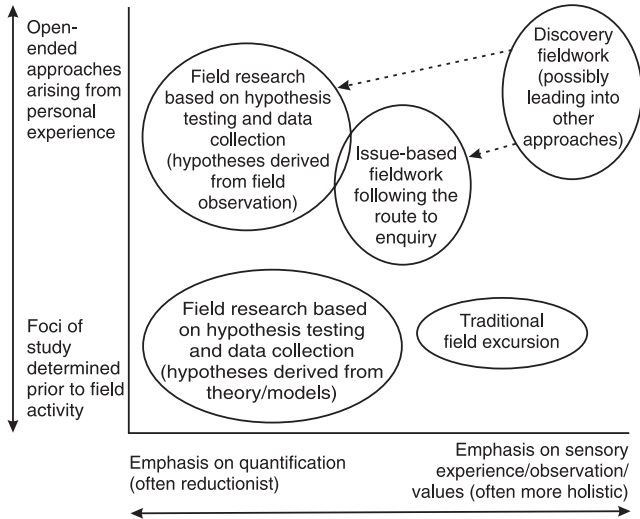 Open-
ended
approaches
arising from
personal
experience
Field research
based on hypothesis
testing and data
collection
(hypotheses derived
from field
observation)
Issue-based
fieldwork
following the
route to
enquiry
Discovery
fieldwork
(possibly
leading into
other
approaches)
Foci of
study
determined
prior to field
activity
Field research based
on hypothesis testing
and data collection
(hypotheses derived from
theory/models)
Traditional
field excursion
Emphasis on quantification
(often reductionist)
Emphasis on sensory
experience/observation/
values (often more holistic)